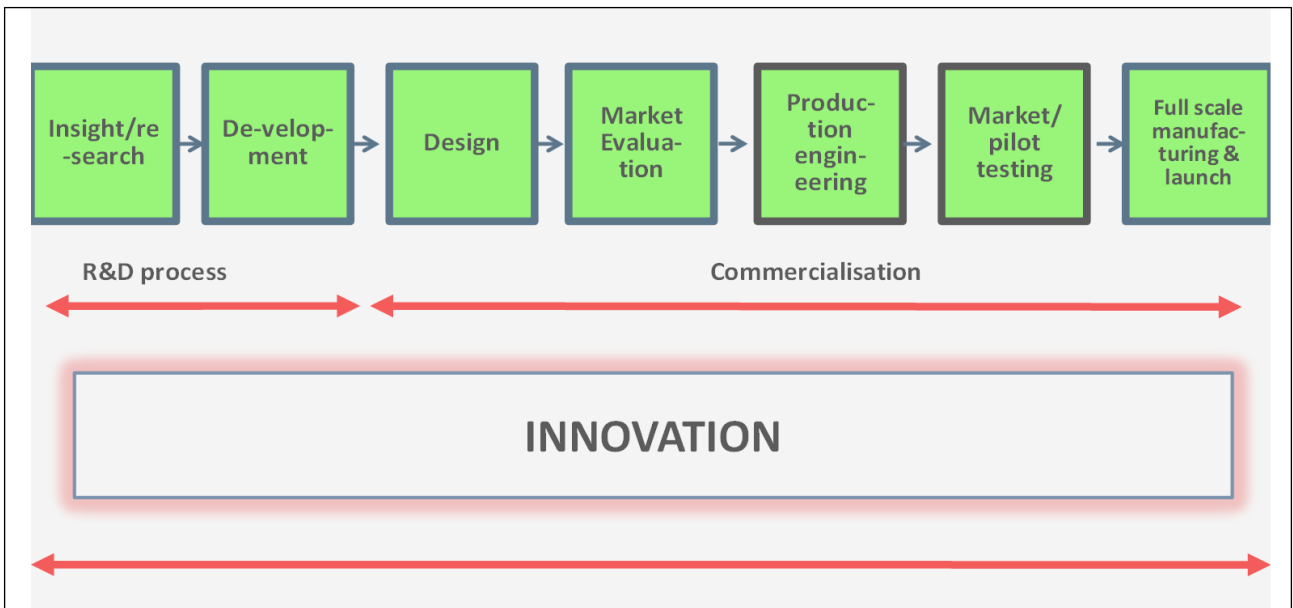 Insight/re
-search
De-velop-
ment
Design
Market
Evalua-
tion
Produc-
tion
engin-
eering
Market/
pilot
testing
Full scale
manufac-
turing &
launch
R&D process
Commercialisation
INNOVATION